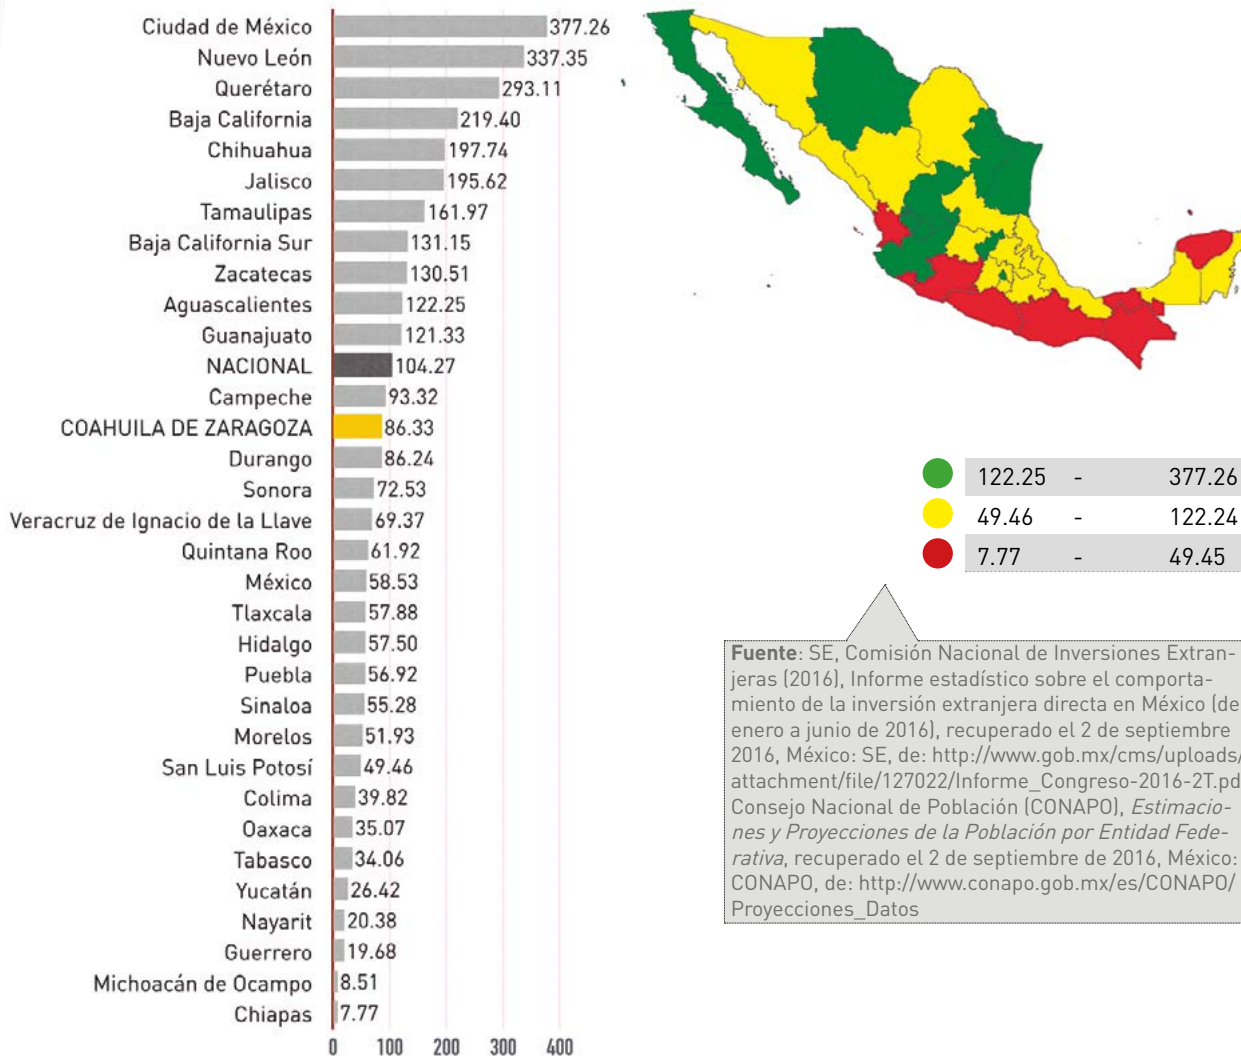 Ciudad de México 377.26
Nuevo León 337.35
Querétaro 293.11
Baja California 219.40
Chihuahua 197.74
Jalisco 195.62
Tamaulipas 161.97
Baja California Sur 131.15
Zacatecas 130.51
Aguascalientes 122.25
Guanajuato 121.33
NACIONAL 104.27
Campeche 93.32
COAHUILA DE ZARAGOZA 86.33
Durango 86.24
Sonora 72.53
Veracruz de Ignacio de la Llave 69.37
Quintana Roo 61.92
México 58.53
Tlaxcala 57.88
Hidalgo 57.50
Puebla 56.92
Sinaloa 55.28
Morelos 51.93
San Luis Potosí 49.46
Colima 39.82
Oaxaca 35.07
Tabasco 34.06
Yucatán 26.42
Nayarit 20.38
Guerrero 19.68
Michoacán de Ocampo 8.51
Chiapas 7.77
0 100 200 300 400
122.25 - 377.26
49.46 - 122.24
7.77 - 49.45
Fuente: SE, Comisión Nacional de Inversiones Extran-
jeras (2016), Informe estadístico sobre el comporta-
miento de la inversión extranjera directa en México (de
enero a junio de 2016), recuperado el 2 de septiembre
2016, México: SE, de: http://www.gob.mx/cms/uploads/
attachment/file/127022/Informe_Congreso-2016-2T.pd
Consejo Nacional de Población (CONAPO), Estimacio-
nes y Proyecciones de la Población por Entidad Fede-
rativa, recuperado el 2 de septiembre de 2016, México:
CONAPO, de: http://www.conapo.gob.mx/es/CONAPO/
Proyecciones_Datos